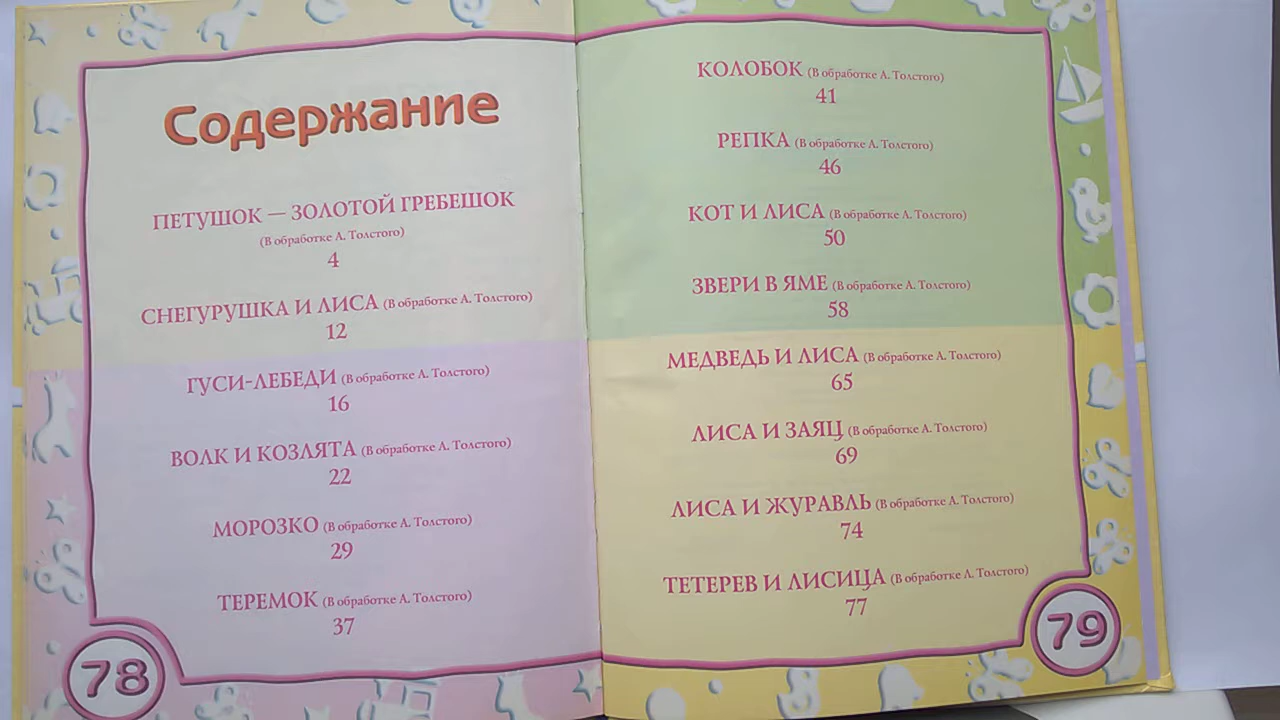 Содержание
ПЕТУШОК — ЗОЛОТОЙ ГРЕБЕШОК
(В обработке А. Толстого)
4
СНЕГУРУШКА И ЛИСА (В обработке А. Толстого)
12
ГУСИ-ЛЕБЕДИ (В обработке А. Толстого)
16
ВОЛК И КОЗЛЯТА (В обработке А. Толстого)
22
МОРОЗКО (В обработке А. Толстого)
29
ТЕРЕМОК (В обработке А. Толстого)
37
78
КОЛОБОК (В обработке А. Толстого)
41
РЕПКА (В обработке А. Толстого)
46
КОТ И ЛИСА (В обработке А. Толстого)
50
ЗВЕРИ В ЯМЕ (В обработке А. Толстого)
58
МЕДВЕДЬ И ЛИСА (В обработке А. Толстого)
65
ЛИСА И ЗАЯЦ (В обработке А. Толстого)
69
ЛИСА И ЖУРАВЛЬ (В обработке А. Толстого)
74
ТЕТЕРЕВ И ЛИСИЦА (В обработке А. Толстого)
77
79